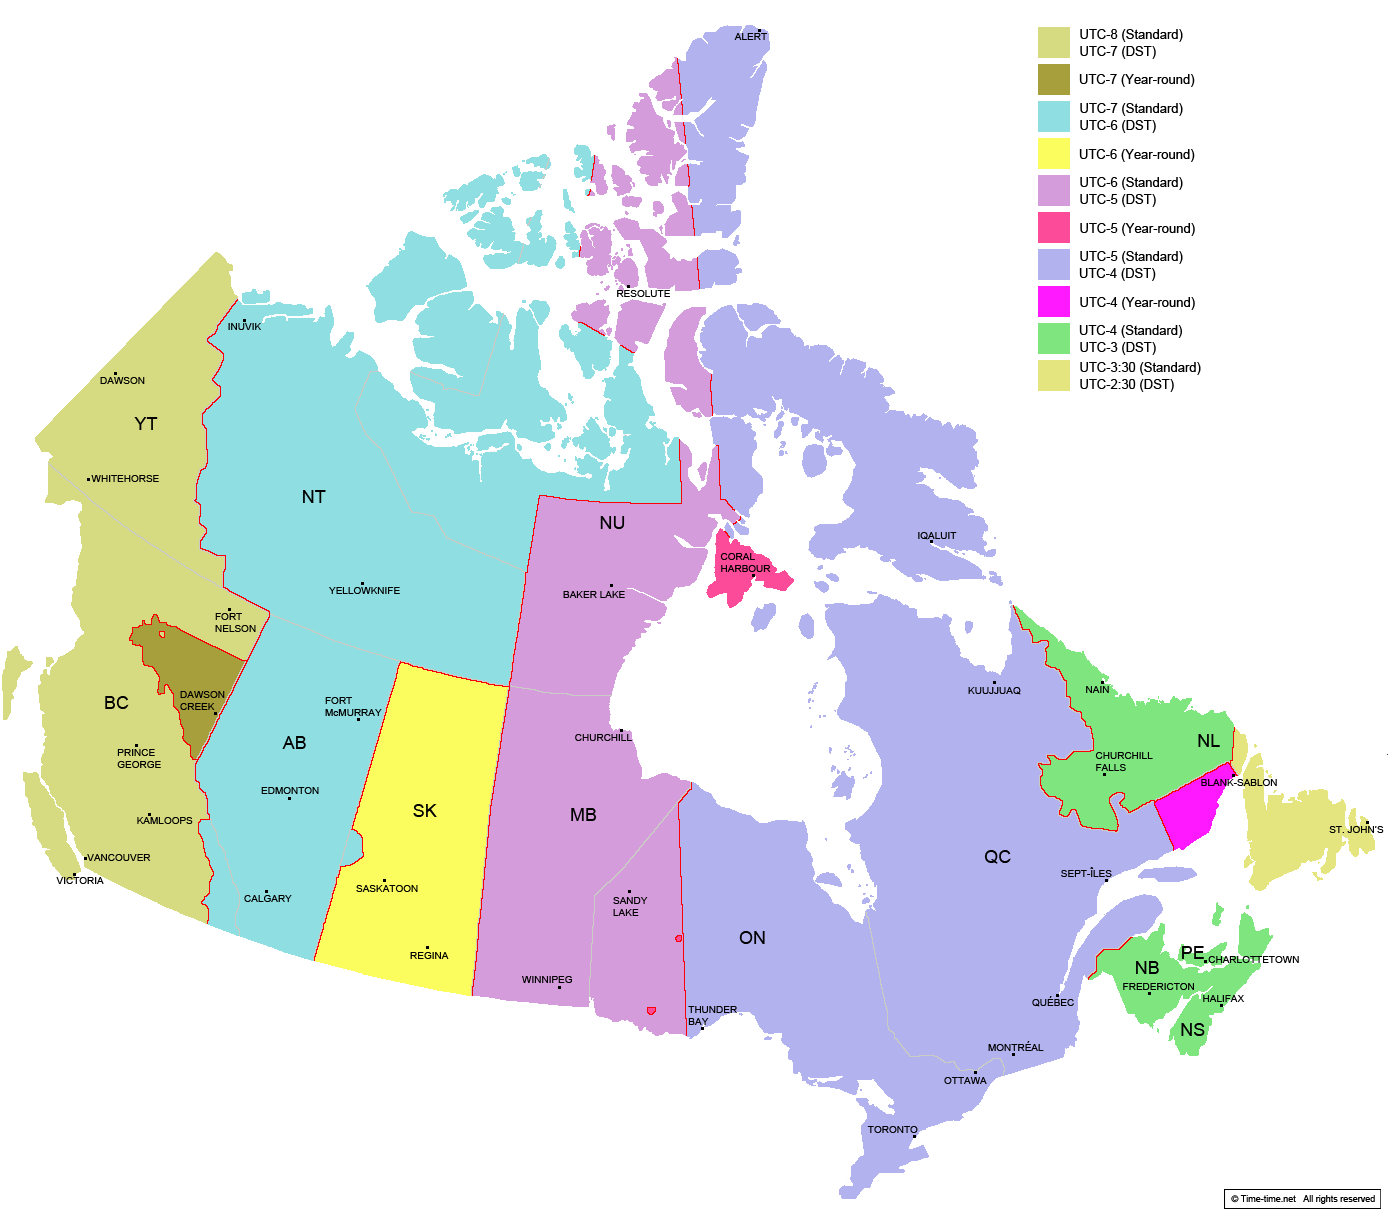 ALERT
UTC-8 (Standard)
UTC-7 (DST)
UTC-7 (Year-round)
UTC-7 (Standard)
UTC-6 (DST)
UTC-6 (Year-round)
UTC-6 (Standard)
UTC-5 (DST)
UTC-5 (Year-round)
UTC-5 (Standard)
UTC-4 (DST)
UTC-4 (Year-round)
UTC-4 (Standard)
UTC-3 (DST)
UTC-3:30 (Standard)
UTC-2:30 (DST)
RESOLUTE
INUVIK
DAWSON
YT
WHITEHORSE
NT
NU
IQALUIT
CORAL
HARBOUR
YELLOWKNIFE
BAKER LAKE
FORT
NELSON
KUUJJUAQ
NAIN
DAWSON
CREEK
BC
FORT
McMURRAY
AB
CHURCHILL
NL
PRINCE
GEORGE
CHURCHILL
FALLS
BLANK-SABLON
EDMONTON
SK
MB
KAMLOOPS
ST. JOHN'S
VANCOUVER
VICTORIA
QC
SEPT-ÎLES
SASKATOON
CALGARY
SANDY
LAKE
ON
REGINA
PE
CHARLOTTETOWN
NB
WINNIPEG
FREDERICTON
HALIFAX
QUÉBEC
THUNDER
BAY
NS
MONTRÉAL
OTTAWA
TORONTO
© Time-time.net All rights reserved